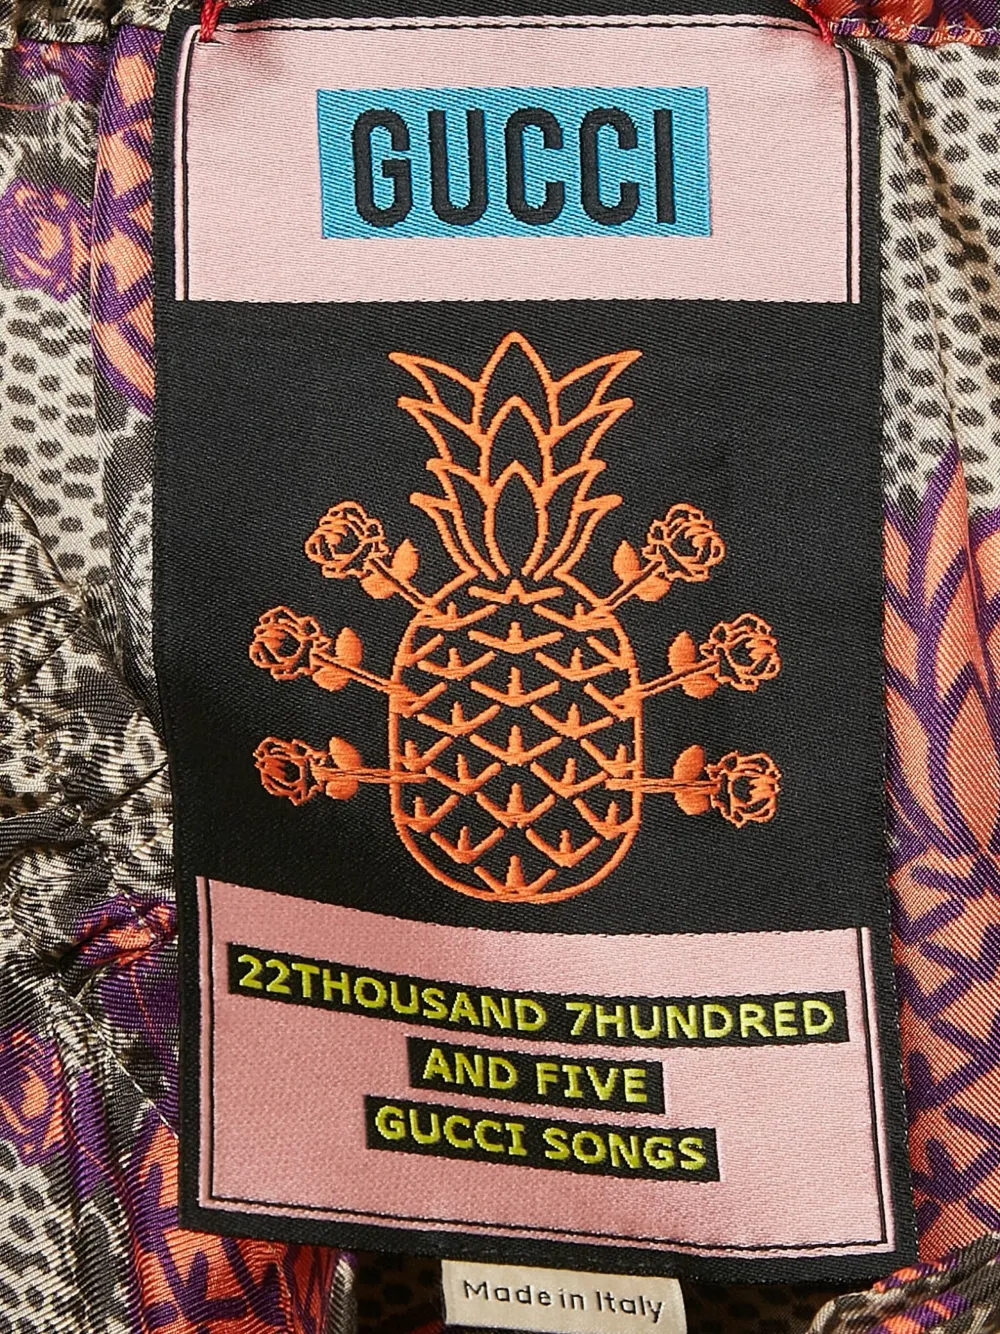 GUCCI
22THOUSAND 7HUNDRED
AND FIVE
GUCCI SONGS
Made in Italy